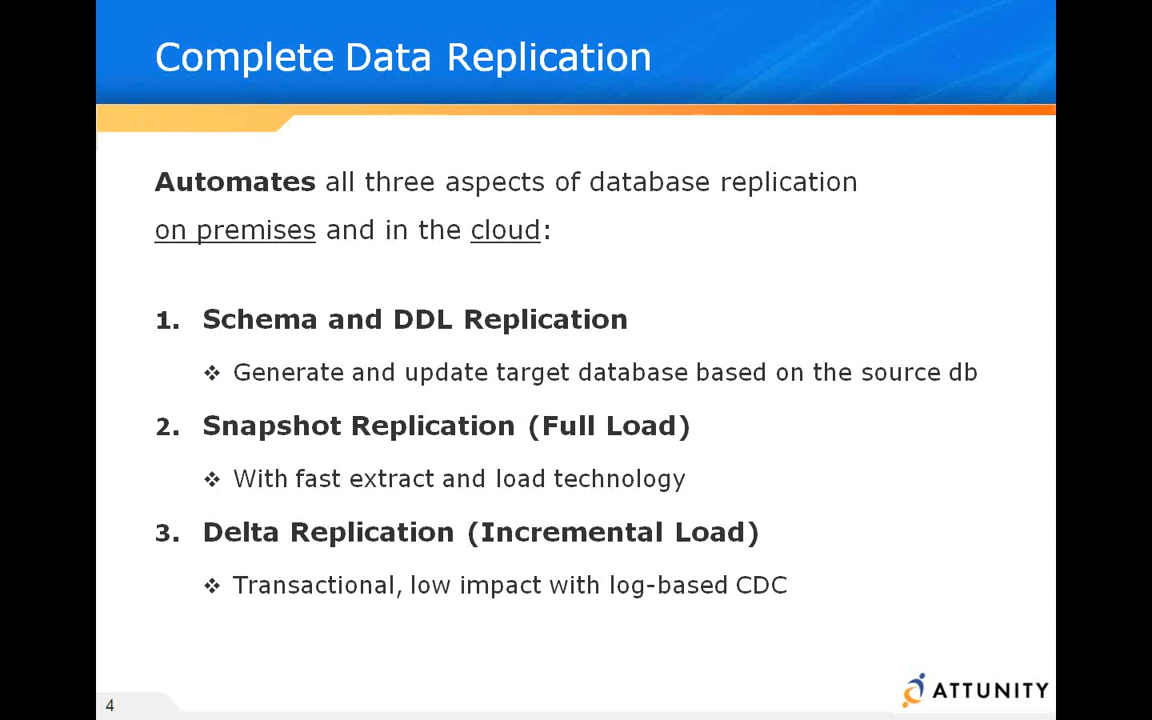 Complete Data Replication
Automates all three aspects of database replication
on premises and in the cloud:
1. Schema and DDL Replication
❖ Generate and update target database based on the source db
2. Snapshot Replication (Full Load)
❖ With fast extract and load technology
3. Delta Replication (Incremental Load)
❖ Transactional, low impact with log-based CDC
4
ATTUNITY